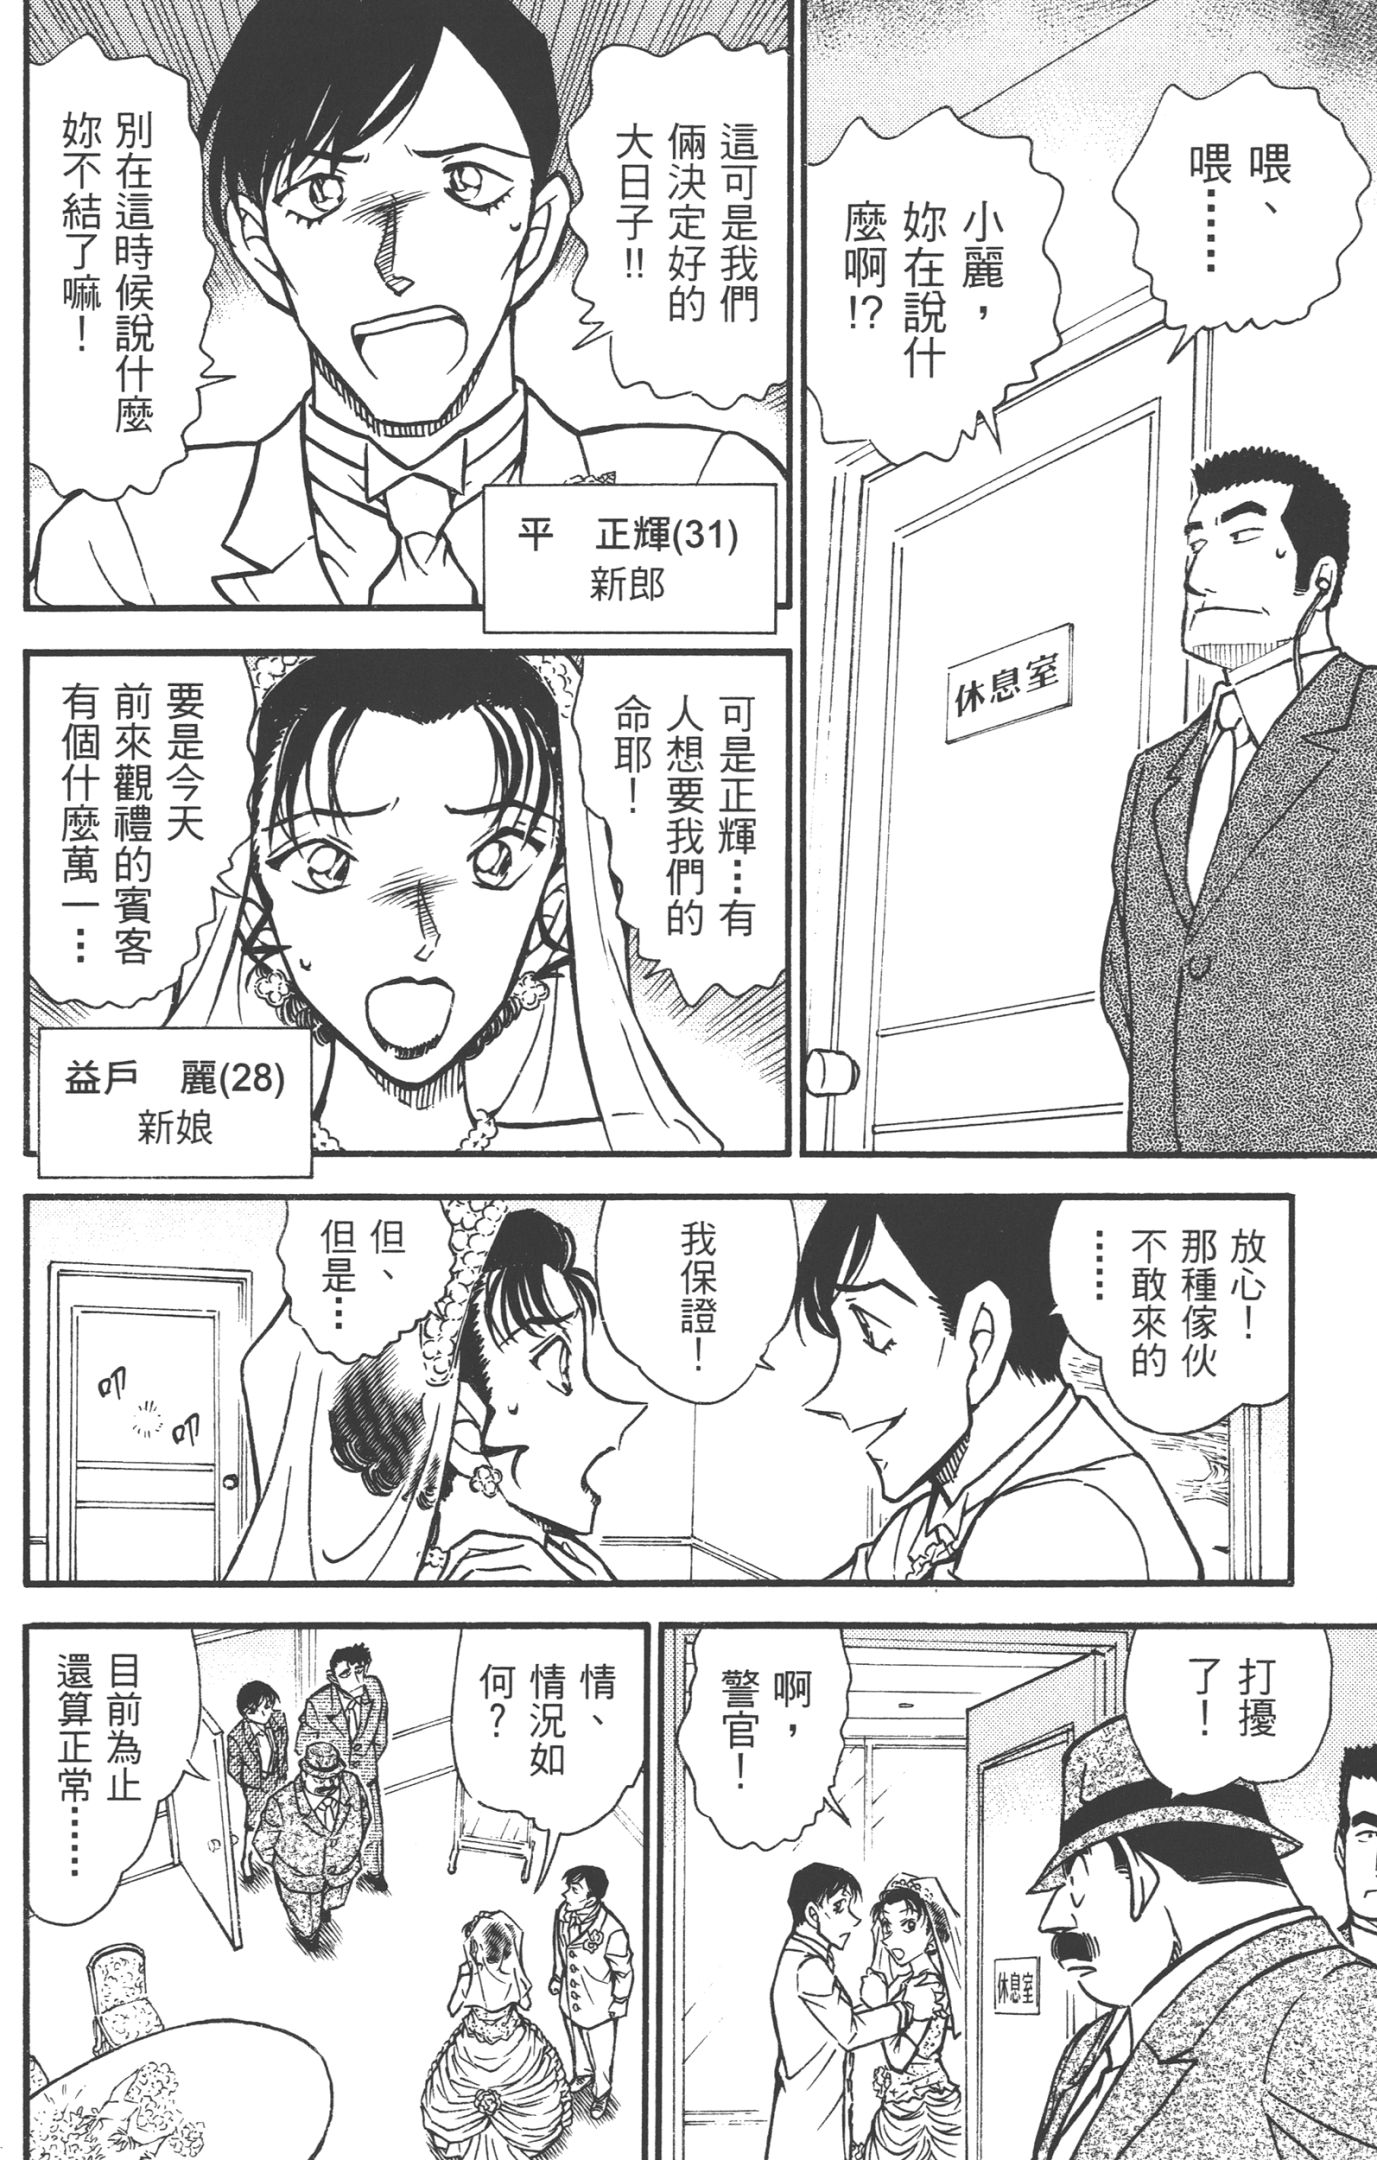 喂、
喂……
小麗，
妳在說什
麼啊!?
休息室
這可是我們
倆決定好的
大日子!!
別在這時候說什麼
妳不結了嘛！
平　正輝(31)
新郎
可是正輝…有
人想要我們的
命耶！
要是今天
前來觀禮的賓客
有個什麼萬一…
益戶　麗(28)
新娘
放心！
那種傢伙
不敢來的
……
我保證！
但、
但是…
叩
叩
打擾
了！
啊，
警官！
休息室
情、
情況如
何？
目前為止
還算正常……